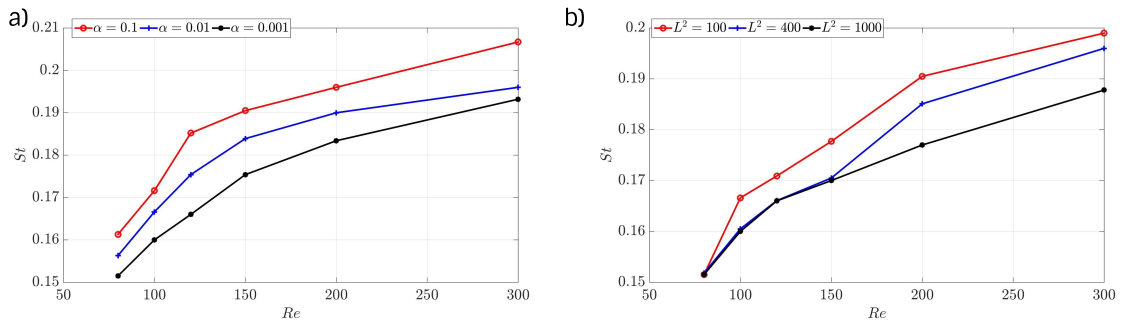 a)
α = 0.1 α = 0.01 α = 0.001
0.21
0.2
0.19
0.18
0.17
0.16
0.15
St
50 100 150 200 250 300
Re
b)
L² = 100 L² = 400 L² = 1000
0.2
0.19
0.18
0.17
0.16
0.15
St
50 100 150 200 250 300
Re